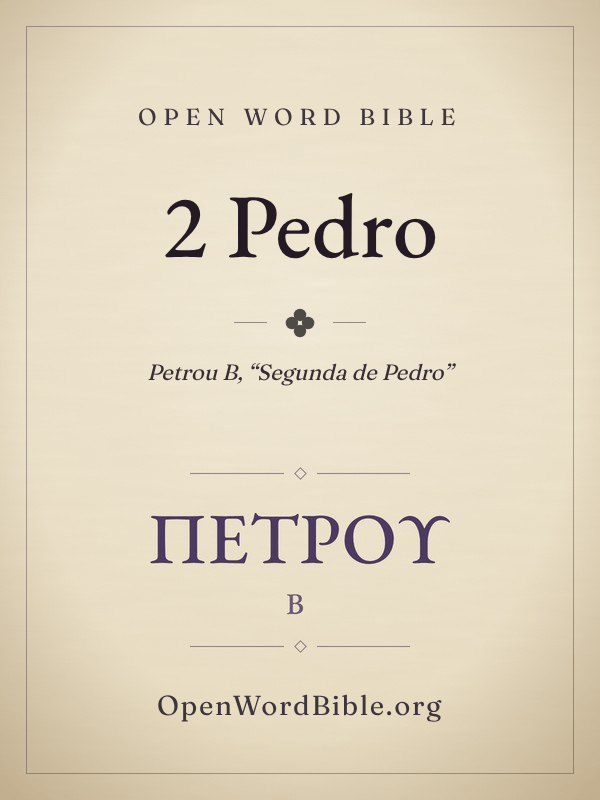 OPEN WORD BIBLE
2 Pedro
Petrou B, “Segunda de Pedro”
ΠΕΤΡΟΥ
Β
OpenWordBible.org